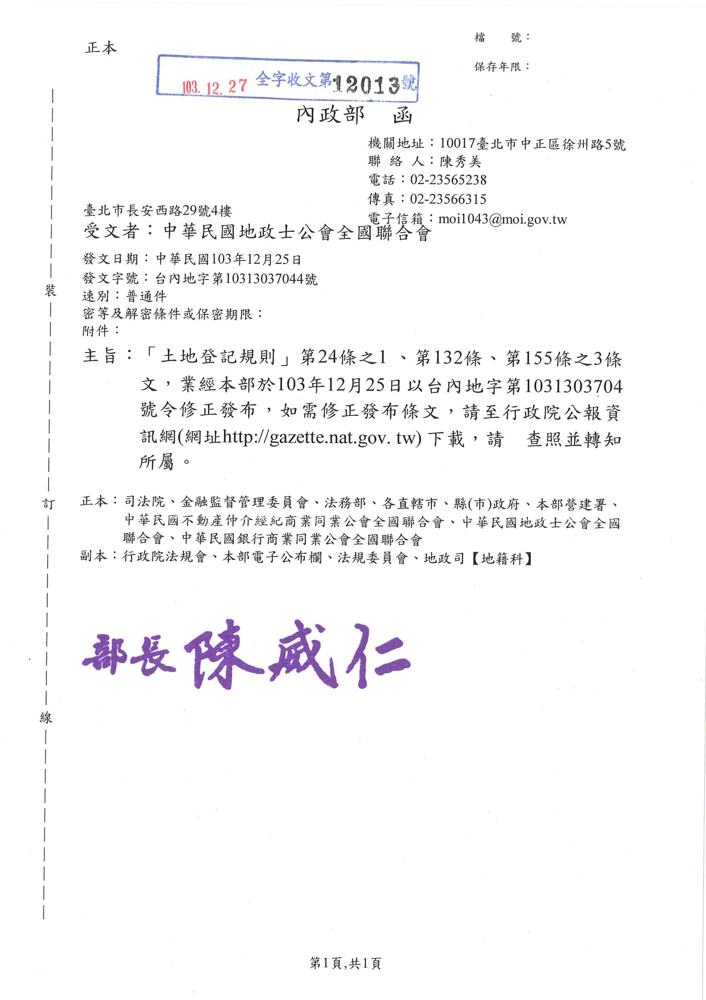 檔　　號：
正本
保存年限：
103.12.27 全字收文第12013號
內政部　函
機關地址：10017臺北市中正區徐州路5號
聯 絡 人：陳秀美
電話：02-23565238
傳真：02-23566315
臺北市長安西路29號4樓
電子信箱：moi1043@moi.gov.tw
受文者：中華民國地政士公會全國聯合會
發文日期：中華民國103年12月25日
發文字號：台內地字第10313037044號
速別：普通件
密等及解密條件或保密期限：
附件：
主旨：「土地登記規則」第24條之1 、第132條、第155條之3條
文，業經本部於103年12月25日以台內地字第1031303704
號令修正發布，如需修正發布條文，請至行政院公報資
訊網(網址http://gazette.nat.gov. tw) 下載，請　查照並轉知
所屬。
正本：司法院、金融監督管理委員會、法務部、各直轄市、縣(市)政府、本部營建署、
中華民國不動產仲介經紀商業同業公會全國聯合會、中華民國地政士公會全國
聯合會、中華民國銀行商業同業公會全國聯合會
副本：行政院法規會、本部電子公布欄、法規委員會、地政司【地籍科】
部長 陳威仁
裝
訂
線
第1頁,共1頁